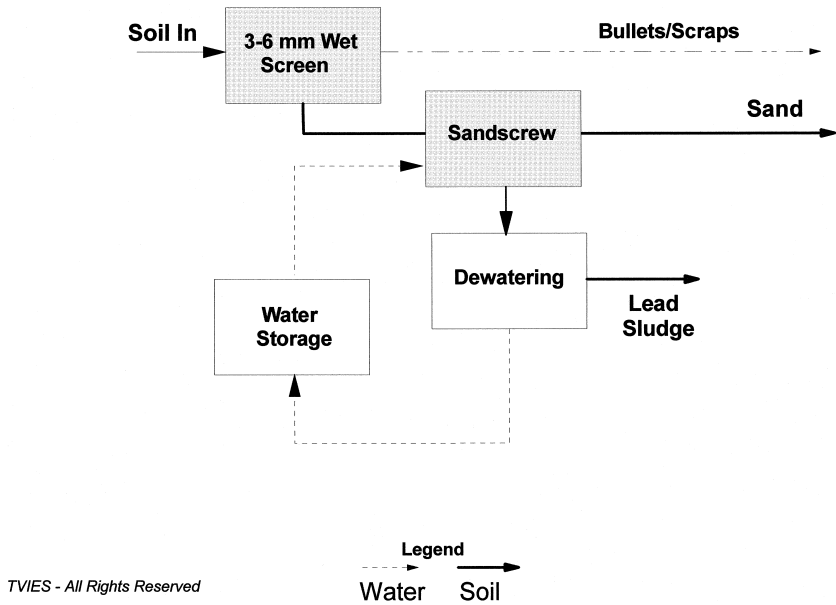 Soil In
3-6 mm Wet
Screen
Bullets/Scraps
Sandscrew
Sand
Dewatering
Lead
Sludge
Water
Storage
Legend
Water
Soil
TVIES - All Rights Reserved